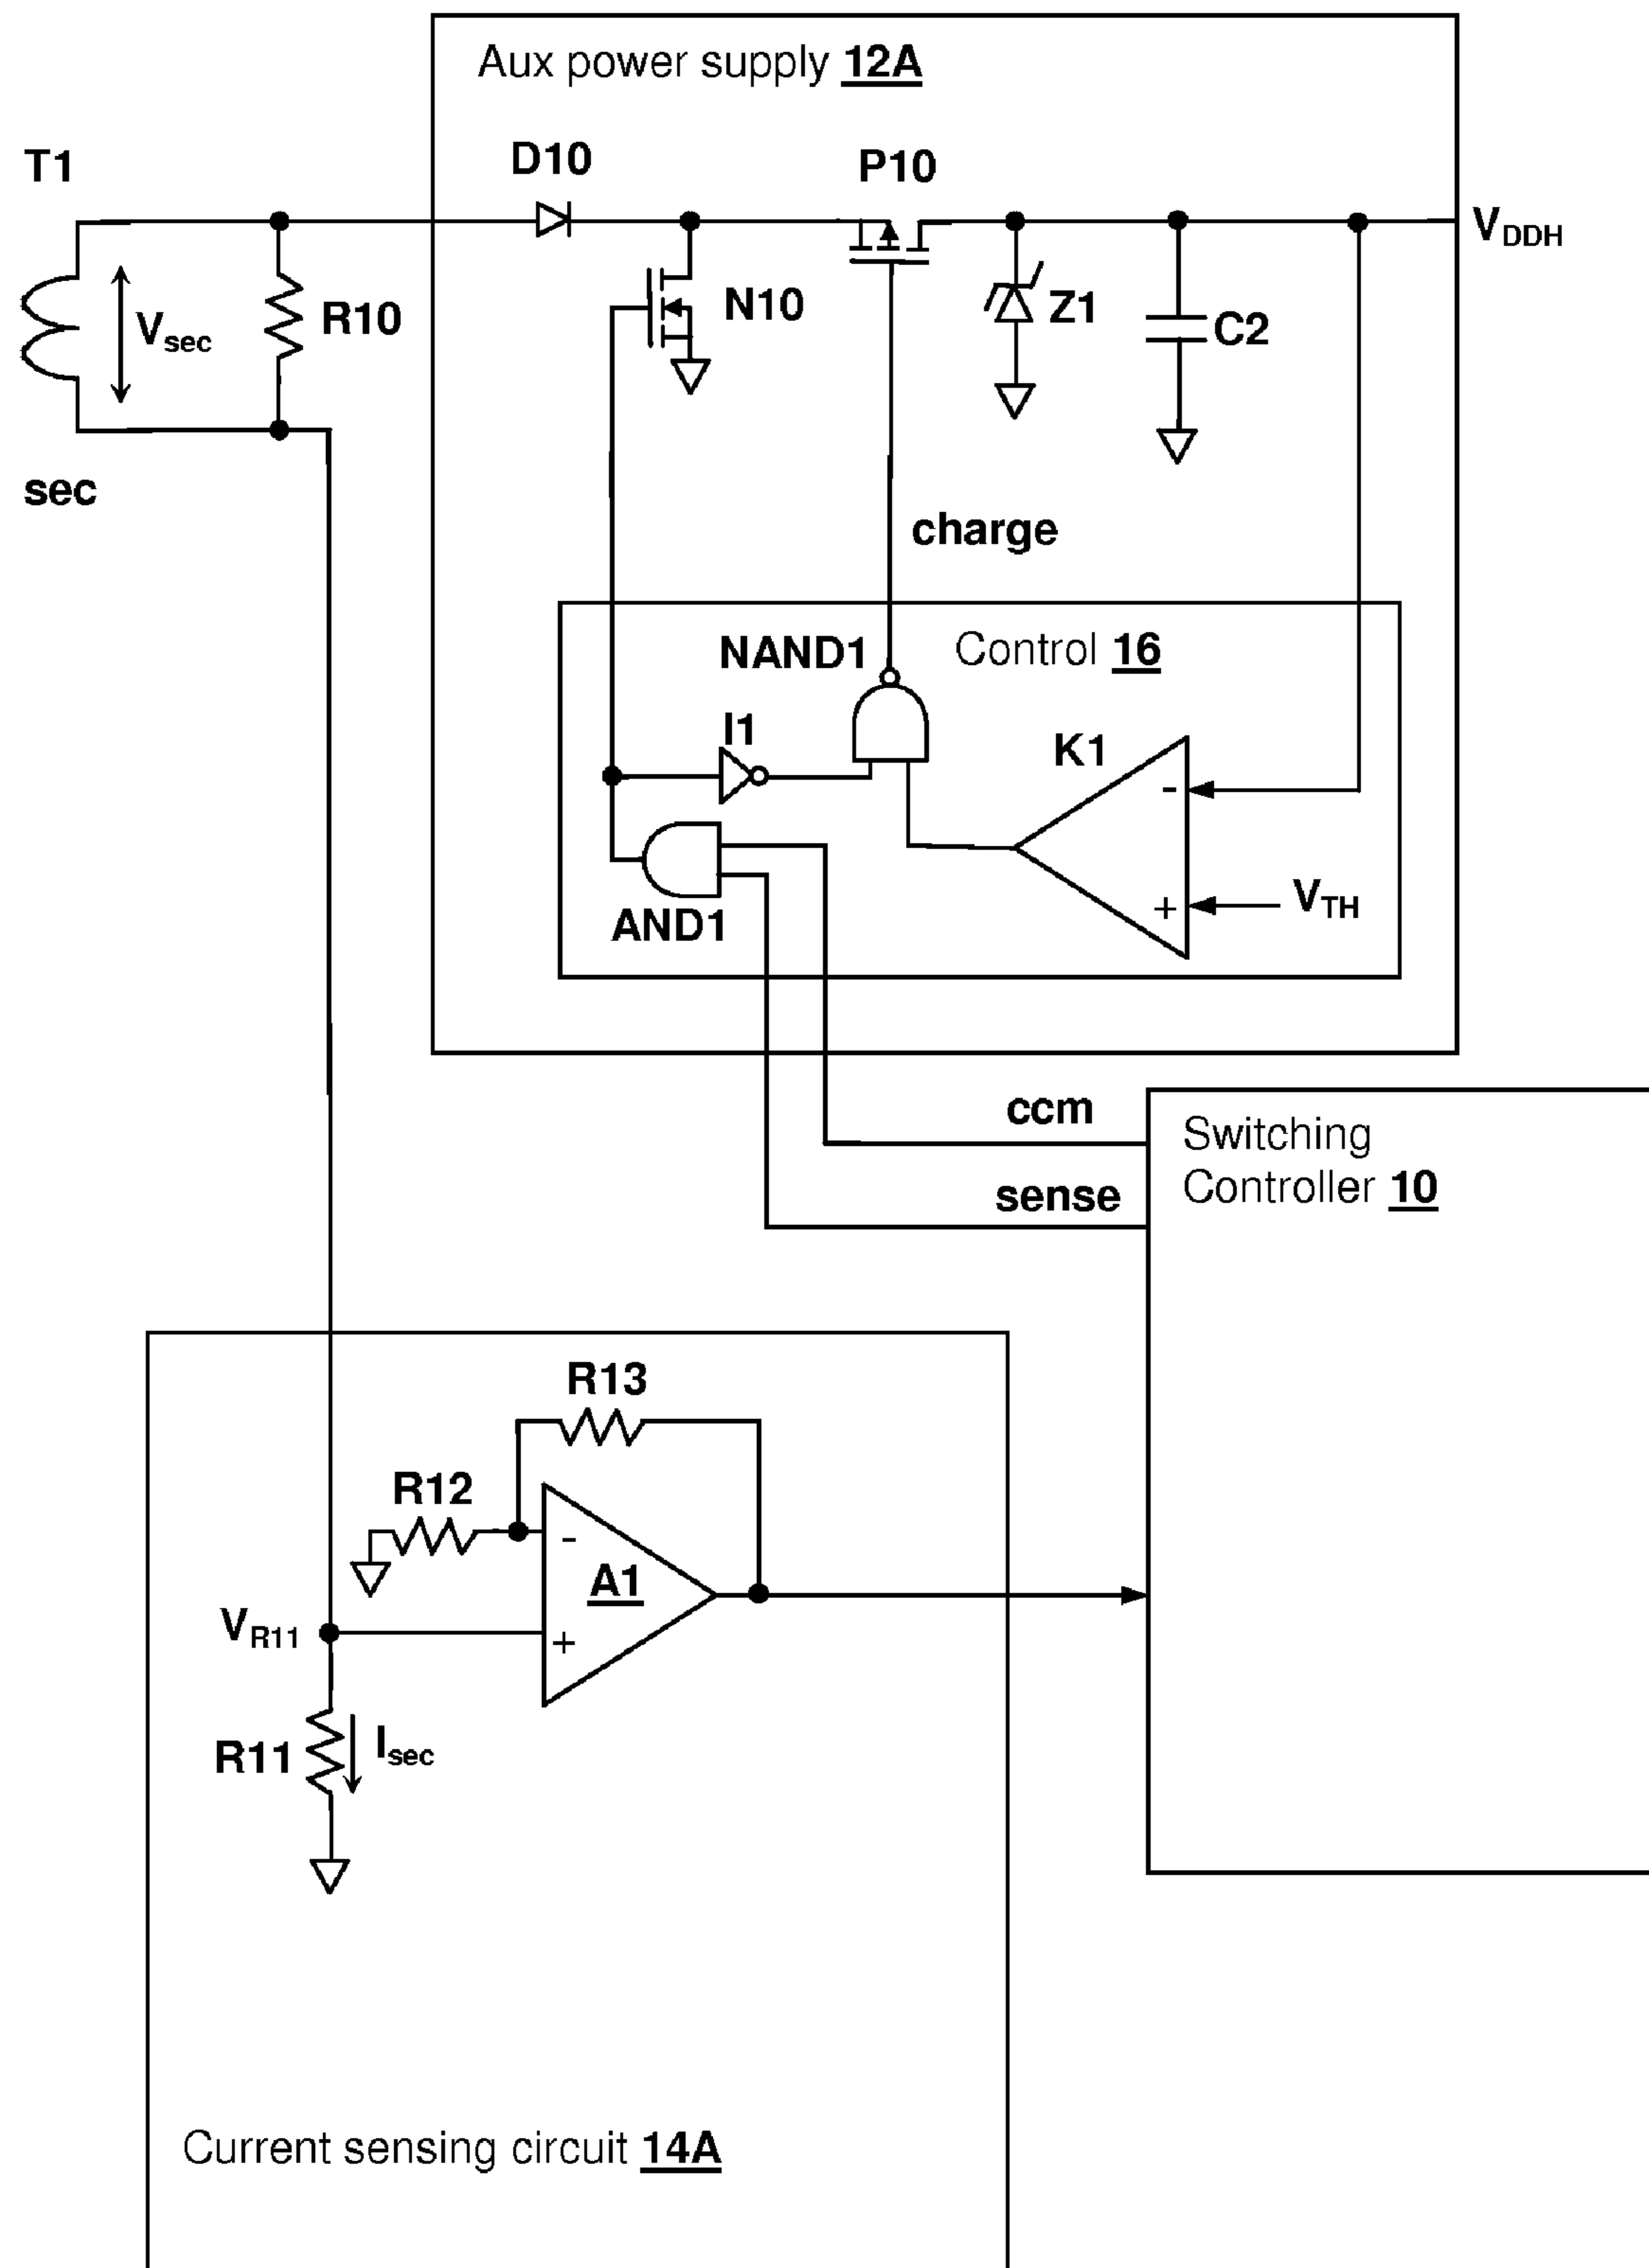 Aux power supply 12A
T1
D10
P10
VDDH
Vsec
R10
N10
Z1
C2
sec
charge
NAND1
Control 16
I1
K1
-
+
VTH
AND1
ccm
sense
Switching
Controller 10
R13
R12
-
A1
+
VR11
R11
Isec
Current sensing circuit 14A